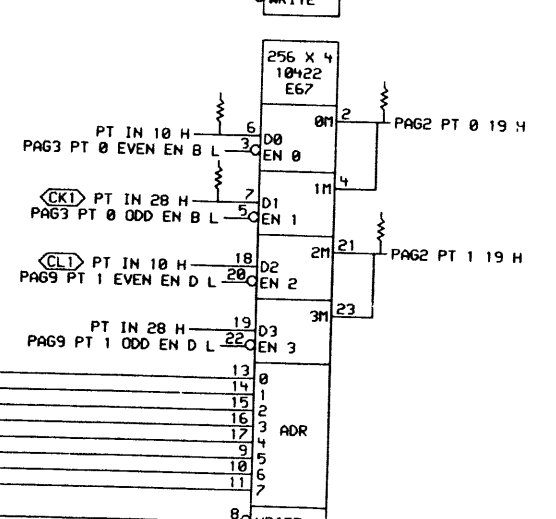 WRITE
256 X 4
10422
E67
0M 2
PAG2 PT 0 19 H
PT IN 10 H 6 D0
PAG3 PT 0 EVEN EN B L 3 EN 0
1M 4
CK1 PT IN 28 H 7 D1
PAG3 PT 0 ODD EN B L 5 EN 1
2M 21
PAG2 PT 1 19 H
CL1 PT IN 10 H 18 D2
PAG9 PT 1 EVEN EN D L 20 EN 2
3M 23
PT IN 28 H 19 D3
PAG9 PT 1 ODD EN D L 22 EN 3
13 0
14 1
15 2
16 3
17 4
ADR
9 5
10 6
11 7
8 WRITE